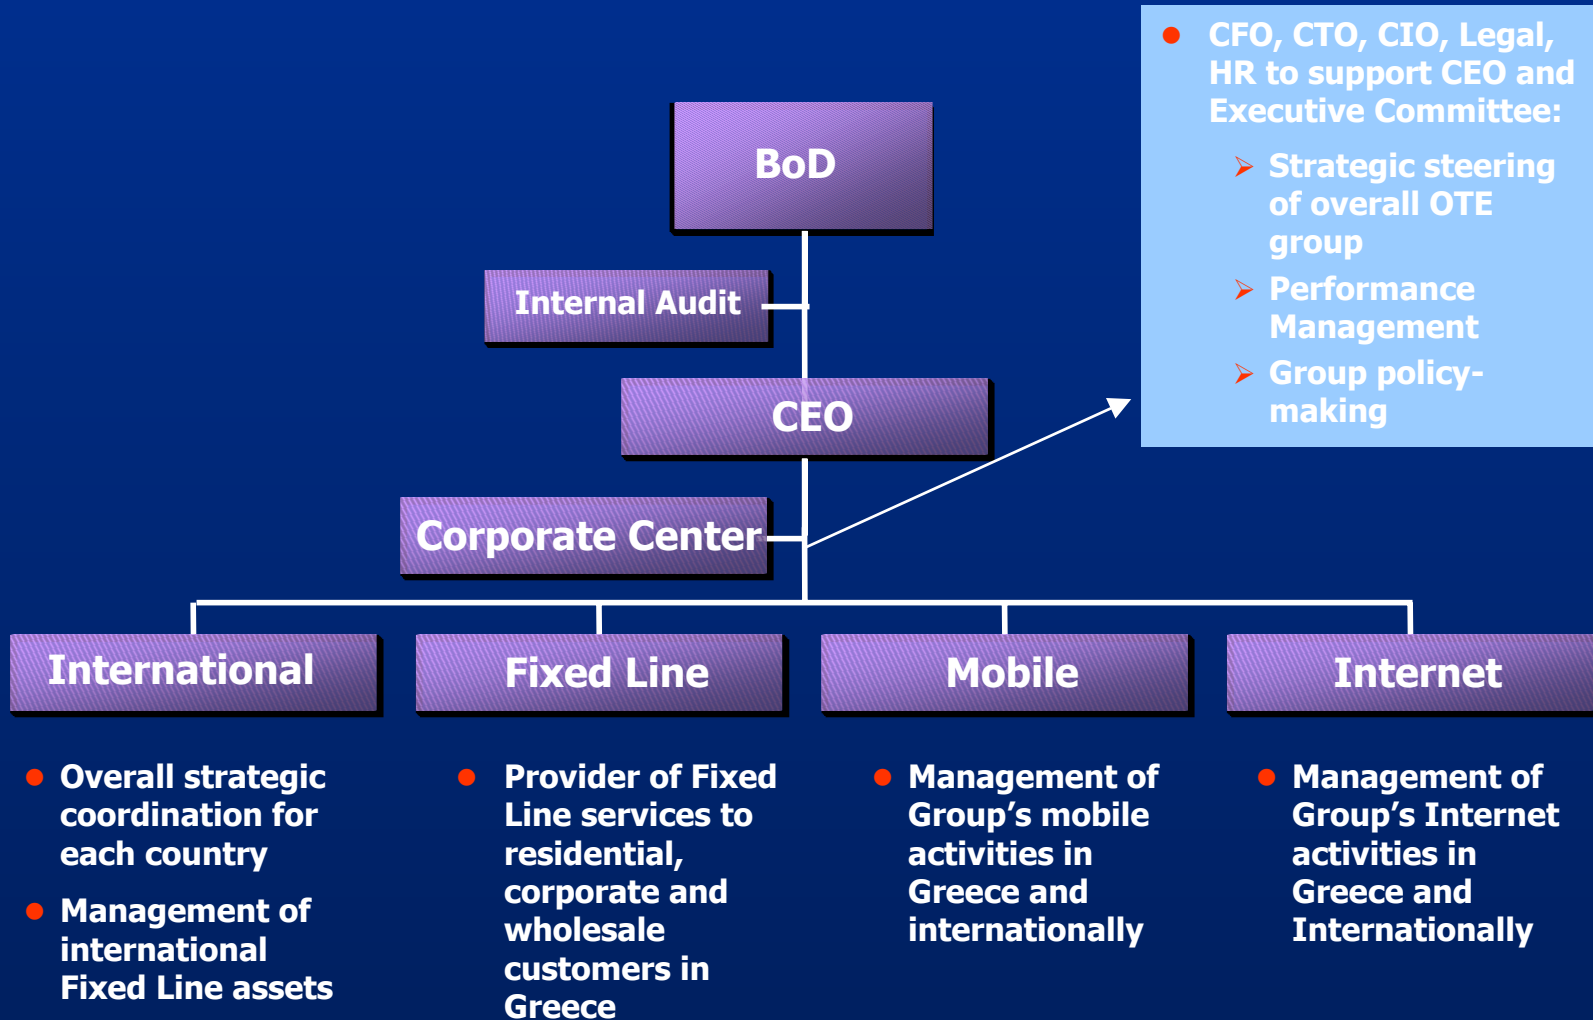 BoD
Internal Audit
CEO
Corporate Center
CFO, CTO, CIO, Legal,
HR to support CEO and
Executive Committee:
Strategic steering
of overall OTE
group
Performance
Management
Group policy-
making
International
Overall strategic
coordination for
each country
Management of
international
Fixed Line assets
Fixed Line
Provider of Fixed
Line services to
residential,
corporate and
wholesale
customers in
Greece
Mobile
Management of
Group’s mobile
activities in
Greece and
internationally
Internet
Management of
Group’s Internet
activities in
Greece and
Internationally